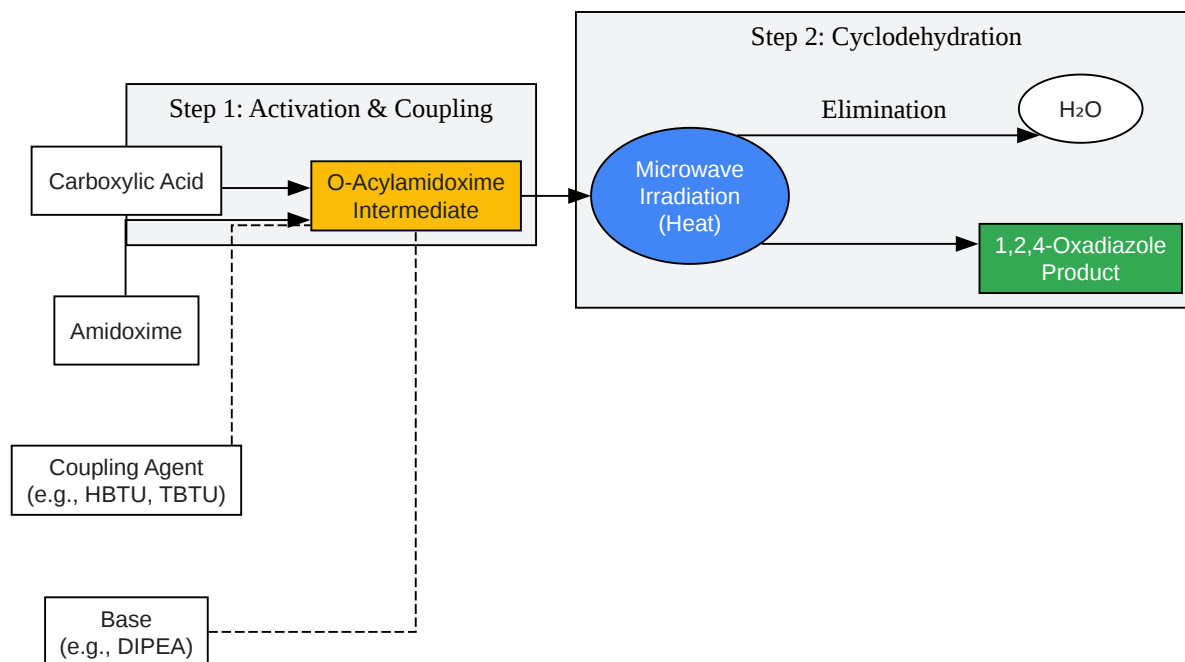 Step 1: Activation & Coupling
Carboxylic Acid
O-Acylamidoxime
Intermediate
Amidoxime
Coupling Agent
(e.g., HBTU, TBTU)
Base
(e.g., DIPEA)
Step 2: Cyclodehydration
Microwave
Irradiation
(Heat)
Elimination
H₂O
1,2,4-Oxadiazole
Product